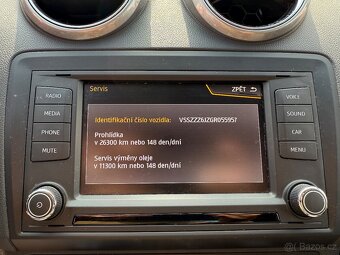 Servis
ZPĚT
RADIO
MEDIA
PHONE
MUTE
VOICE
SOUND
CAR
MENU
Identifikační číslo vozidla: VSSZZZ6JZGR055957
Prohlídka
v 26300 km nebo 148 den/dní
Servis výměny oleje
v 11300 km nebo 148 den/dní
Bazos.cz